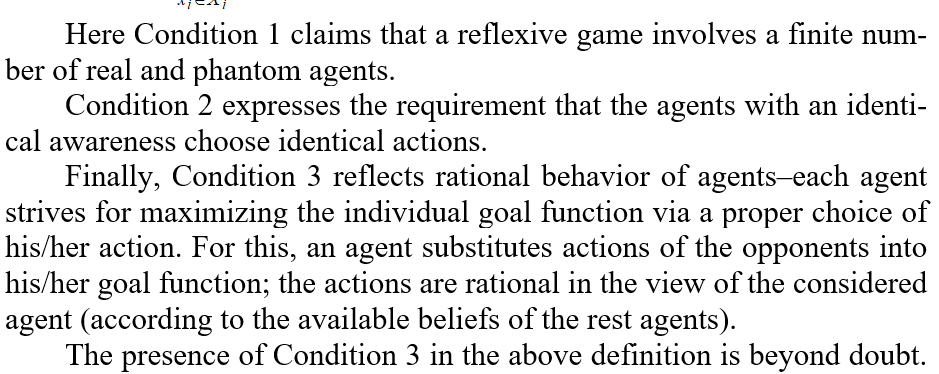 Here Condition 1 claims that a reflexive game involves a finite num-
ber of real and phantom agents.
Condition 2 expresses the requirement that the agents with an identi-
cal awareness choose identical actions.
Finally, Condition 3 reflects rational behavior of agents–each agent
strives for maximizing the individual goal function via a proper choice of
his/her action. For this, an agent substitutes actions of the opponents into
his/her goal function; the actions are rational in the view of the considered
agent (according to the available beliefs of the rest agents).
The presence of Condition 3 in the above definition is beyond doubt.